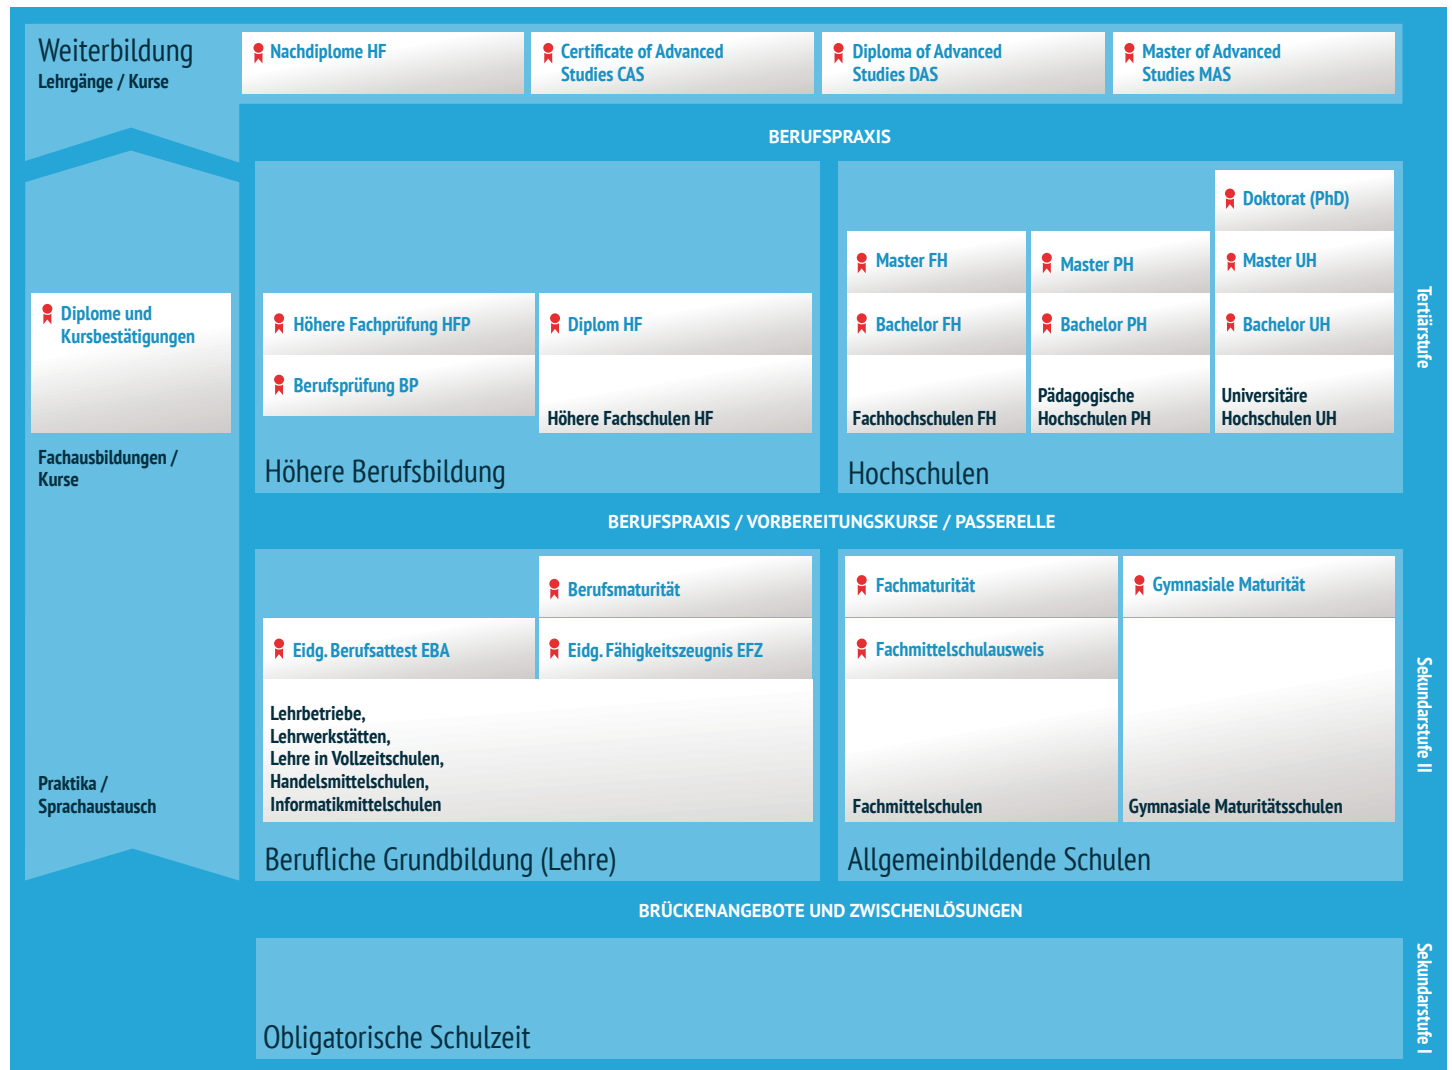 Weiterbildung
Lehrgänge / Kurse
Nachdiplome HF
Certificate of Advanced
Studies CAS
Diploma of Advanced
Studies DAS
Master of Advanced
Studies MAS
BERUFSPRAXIS
Diplome und
Kursbestätigungen
Fachausbildungen /
Kurse
Praktika /
Sprachaustausch
Höhere Fachprüfung HFP
Berufsprüfung BP
Diplom HF
Höhere Fachschulen HF
Höhere Berufsbildung
Master FH
Bachelor FH
Fachhochschulen FH
Master PH
Bachelor PH
Pädagogische
Hochschulen PH
Doktorat (PhD)
Master UH
Bachelor UH
Universitäre
Hochschulen UH
Hochschulen
Tertiärstufe
BERUFSPRAXIS / VORBEREITUNGSKURSE / PASSERELLE
Berufsmaturität
Eidg. Berufsattest EBA
Eidg. Fähigkeitszeugnis EFZ
Lehrbetriebe,
Lehrwerkstätten,
Lehre in Vollzeitschulen,
Handelsmittelschulen,
Informatikmittelschulen
Berufliche Grundbildung (Lehre)
Fachmaturität
Fachmittelschulausweis
Fachmittelschulen
Gymnasiale Maturität
Gymnasiale Maturitätsschulen
Allgemeinbildende Schulen
Sekundarstufe II
BRÜCKENANGEBOTE UND ZWISCHENLÖSUNGEN
Obligatorische Schulzeit
Sekundarstufe I